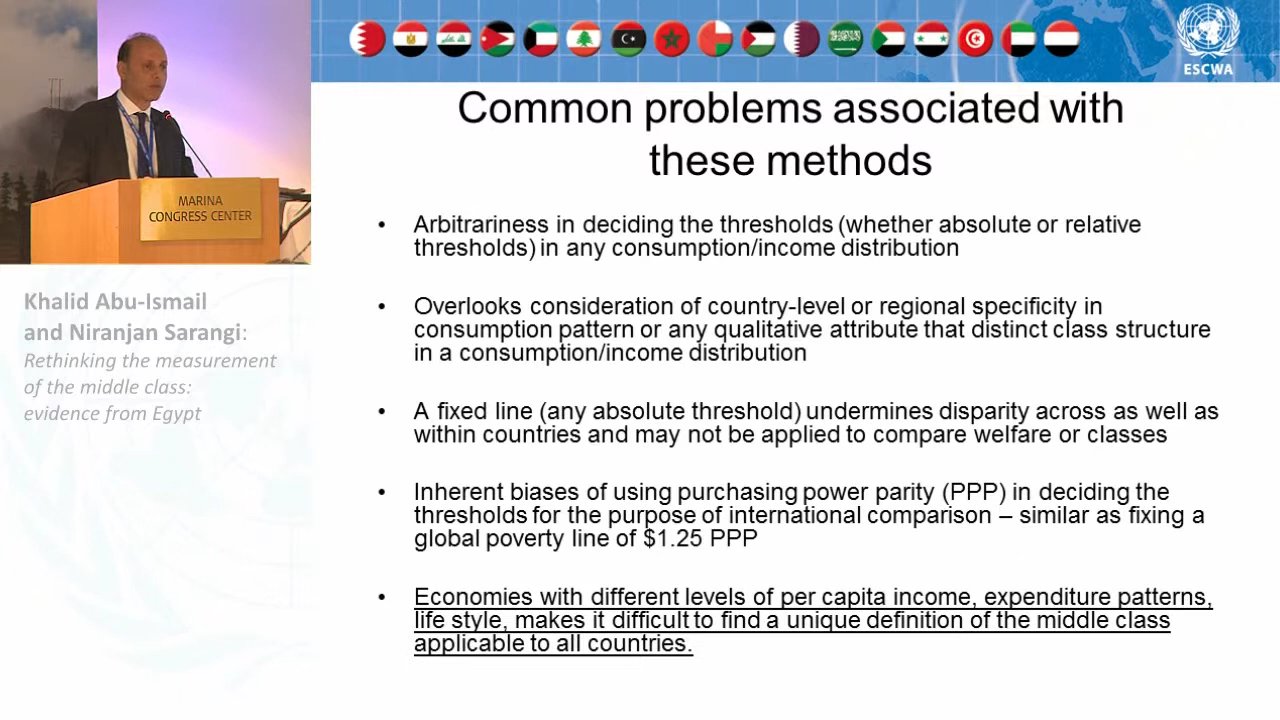 ESCWA
MARINA
CONGRESS CENTER
Khalid Abu-Ismail
and Niranjan Sarangi:
Rethinking the measurement
of the middle class:
evidence from Egypt
Common problems associated with
these methods
• Arbitrariness in deciding the thresholds (whether absolute or relative
thresholds) in any consumption/income distribution
• Overlooks consideration of country-level or regional specificity in
consumption pattern or any qualitative attribute that distinct class structure
in a consumption/income distribution
• A fixed line (any absolute threshold) undermines disparity across as well as
within countries and may not be applied to compare welfare or classes
• Inherent biases of using purchasing power parity (PPP) in deciding the
thresholds for the purpose of international comparison – similar as fixing a
global poverty line of $1.25 PPP
• Economies with different levels of per capita income, expenditure patterns,
life style, makes it difficult to find a unique definition of the middle class
applicable to all countries.